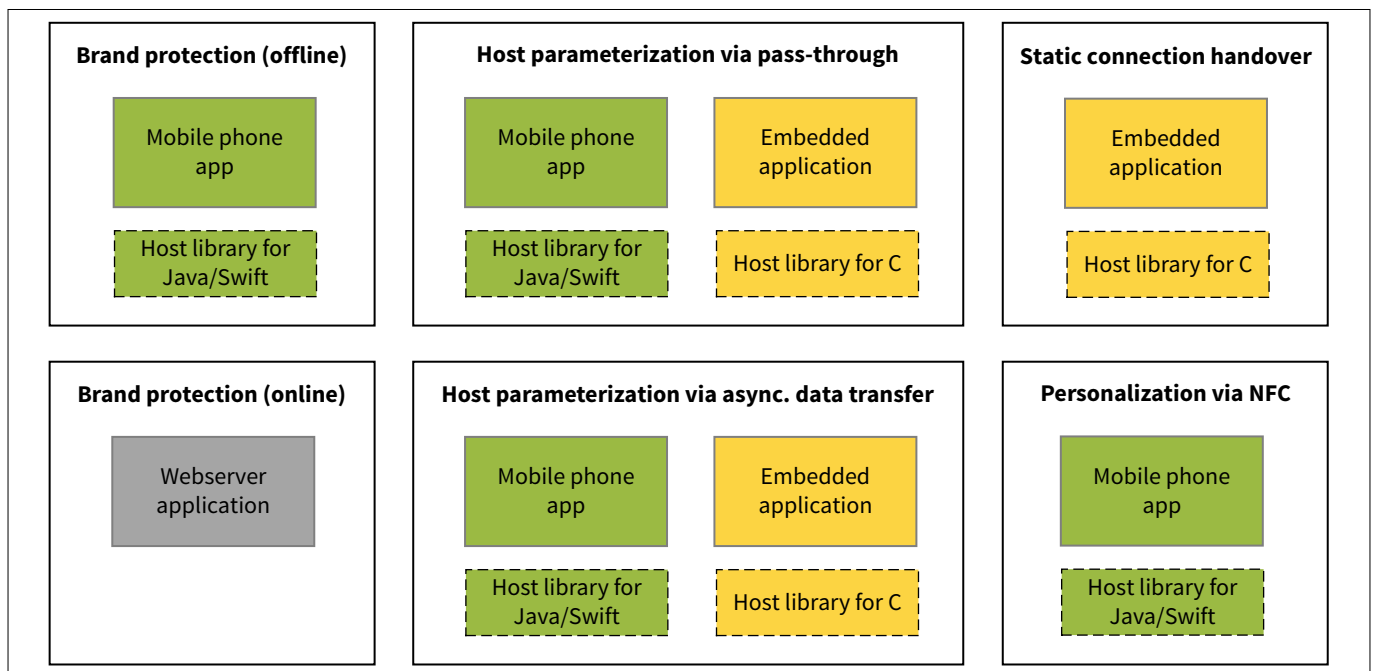 Brand protection (offline)
Mobile phone
app
Host library for
Java/Swift
Host parameterization via pass-through
Mobile phone
app
Embedded
application
Host library for
Java/Swift
Host library for C
Static connection handover
Embedded
application
Host library for C
Brand protection (online)
Webserver
application
Host parameterization via async. data transfer
Mobile phone
app
Embedded
application
Host library for
Java/Swift
Host library for C
Personalization via NFC
Mobile phone
app
Host library for
Java/Swift